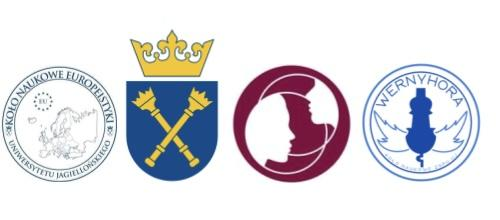 KOŁO NAUKOWE EUROPEISTYKI
EU
UNIWERSYTETU JAGIELLOŃSKIEGO
WERNYHORA